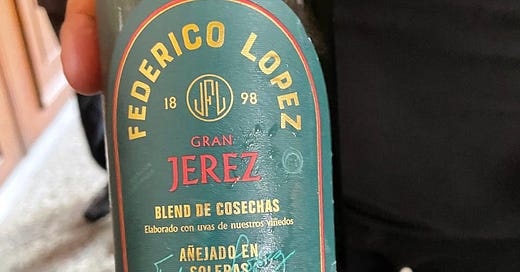 FEDERICO LOPEZ
18 JFL 98
GRAN
JEREZ
BLEND DE COSECHAS
Elaborado con uvas de nuestros viñedos
AÑEJADO EN
SOLERAS